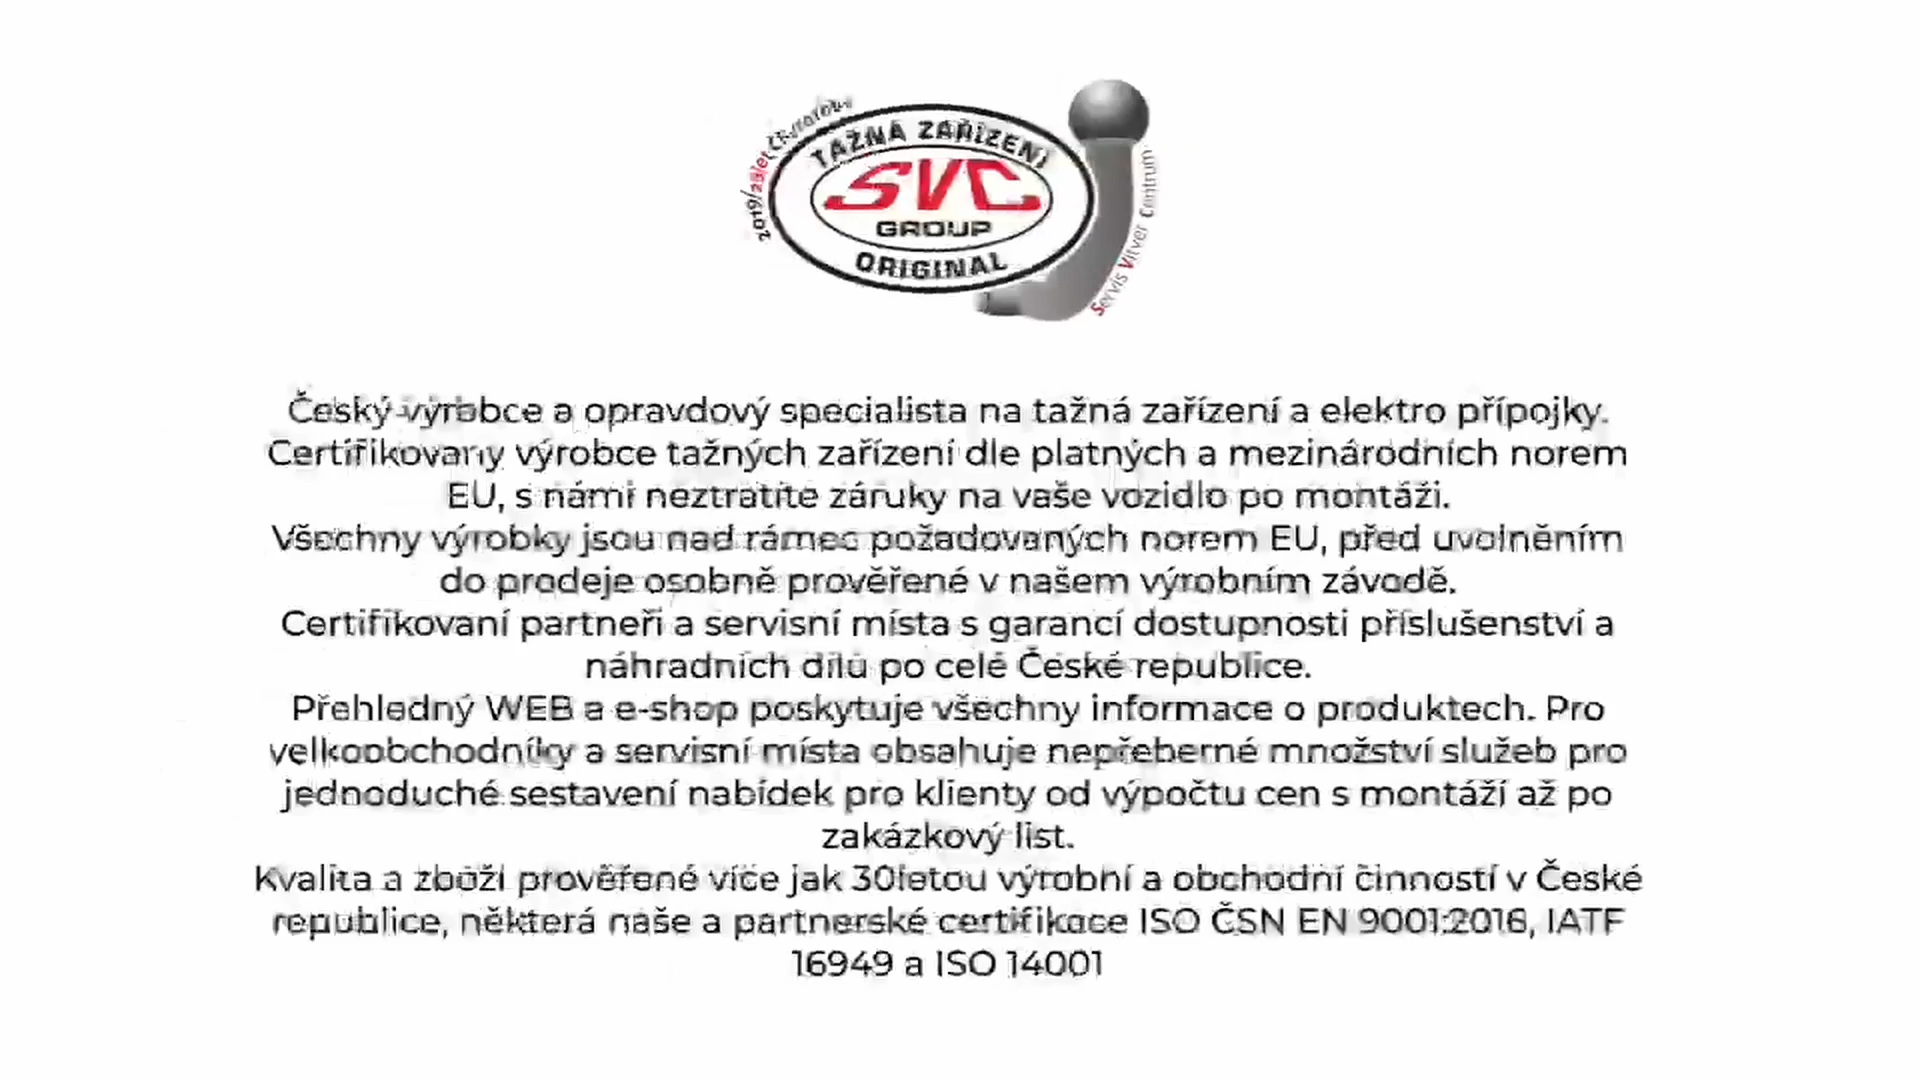 TAŽNÁ ZAŘÍZENÍ
SVC
GROUP
ORIGINAL
Servis Vitver Centrum
Český výrobce a opravdový specialista na tažná zařízení a elektro přípojky.
Certifikovaný výrobce tažných zařízení dle platných a mezinárodních norem
EU, s námi neztratíte záruky na vaše vozidlo po montáži.
Všechny výrobky jsou nad rámec požadovaných norem EU, před uvolněním
do prodeje osobně prověřené v našem výrobním závodě.
Certifikovaní partneři a servisní místa s garancí dostupnosti příslušenství a
náhradních dílů po celé České republice.
Přehledný WEB a e-shop poskytuje všechny informace o produktech. Pro
velkoobchodníky a servisní místa obsahuje nepřeberné množství služeb pro
jednoduché sestavení nabídek pro klienty od výpočtu cen s montáží až po
zakázkový list.
Kvalita a zboží prověřené více jak 30letou výrobní a obchodní činností v České
republice, některá naše a partnerské certifikace ISO ČSN EN 9001:2016, IATF
16949 a ISO 14001